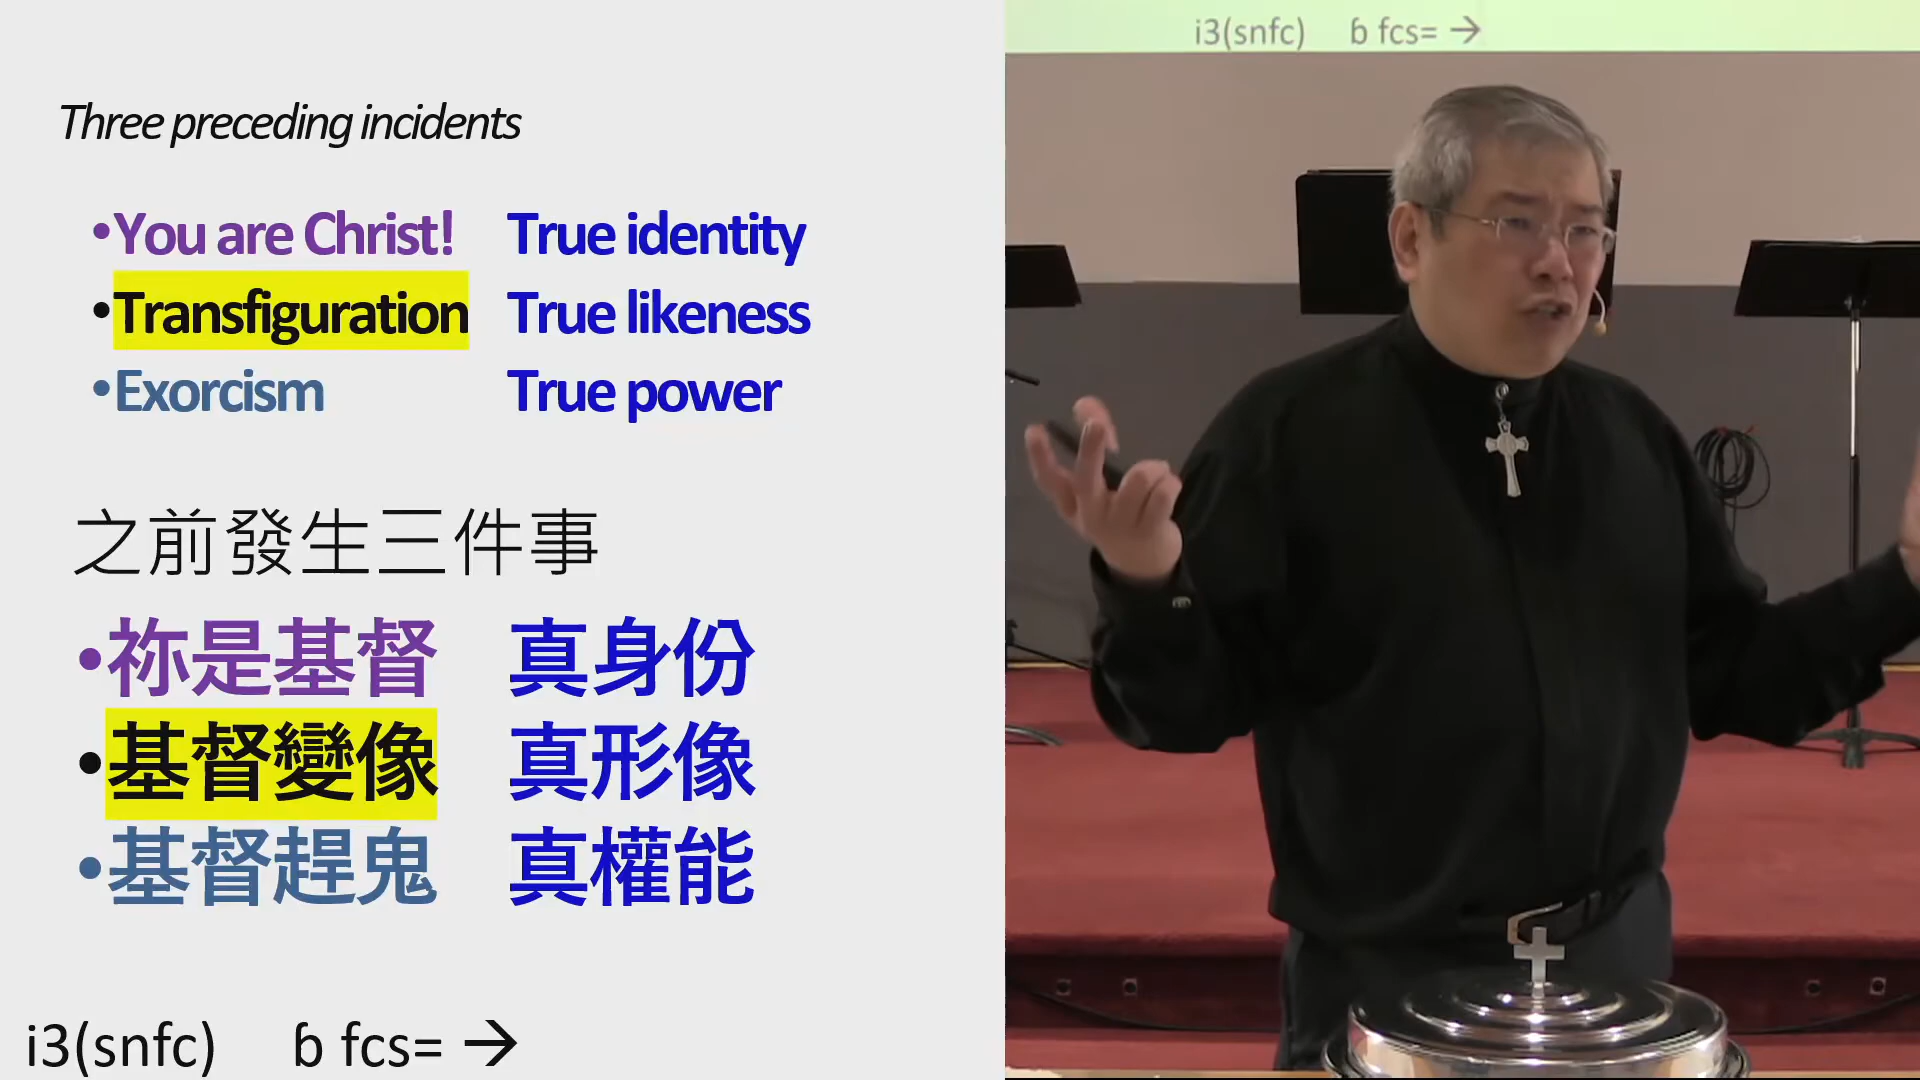 Three preceding incidents
•You are Christ! True identity
•Transfiguration True likeness
•Exorcism True power
之前發生三件事
•祢是基督 真身份
•基督變像 真形像
•基督趕鬼 真權能
i3(snfc) ɓ fcs= →
i3(snfc) ɓ fcs= →